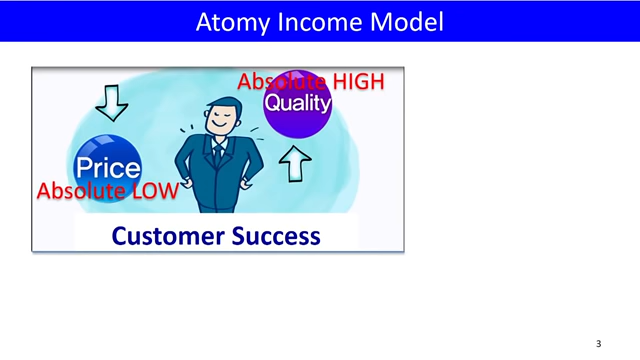 Atomy Income Model
Absolute HIGH
Quality
Price
Absolute LOW
Customer Success
3